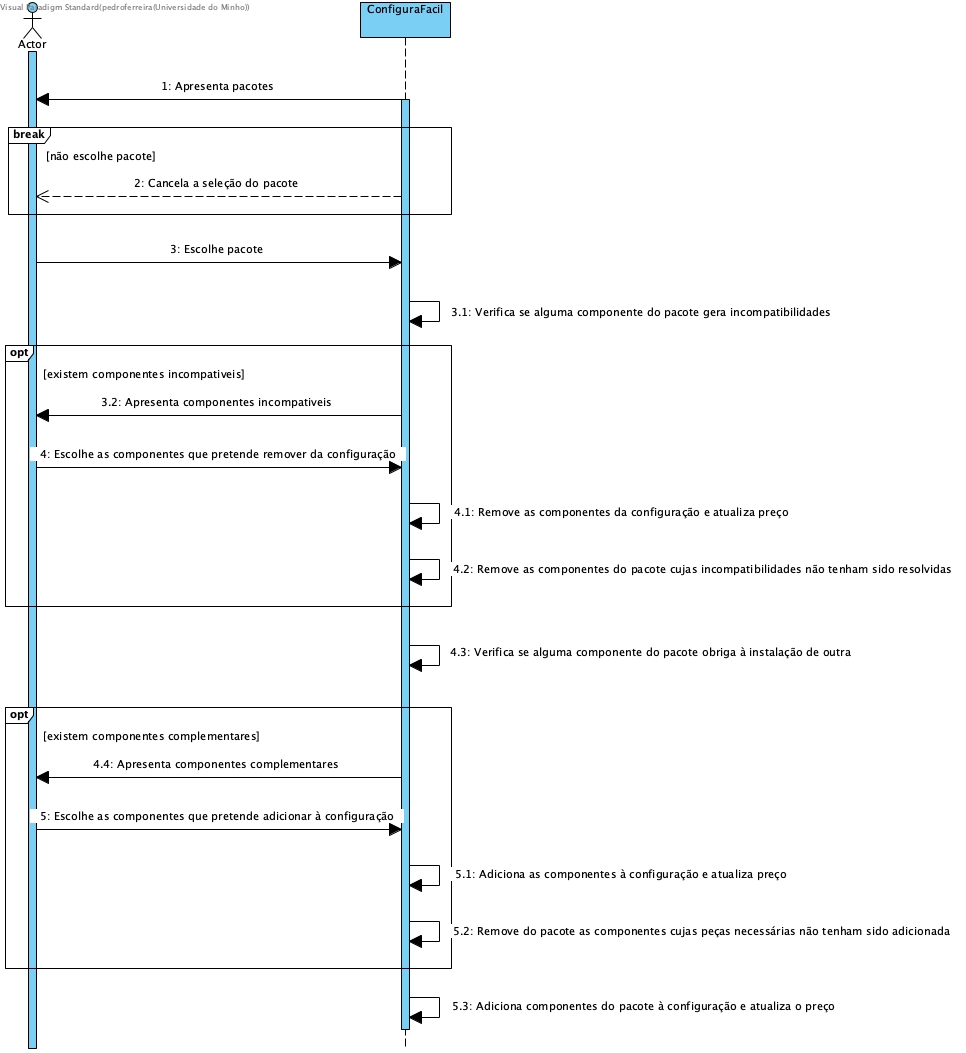 Visual Paradigm Standard(pedroferreira(Universidade do Minho))
ConfiguraFacil
Actor
1: Apresenta pacotes
break
[não escolhe pacote]
2: Cancela a seleção do pacote
3: Escolhe pacote
3.1: Verifica se alguma componente do pacote gera incompatibilidades
opt
[existem componentes incompativeis]
3.2: Apresenta componentes incompativeis
4: Escolhe as componentes que pretende remover da configuração
4.1: Remove as componentes da configuração e atualiza preço
4.2: Remove as componentes do pacote cujas incompatibilidades não tenham sido resolvidas
4.3: Verifica se alguma componente do pacote obriga à instalação de outra
opt
[existem componentes complementares]
4.4: Apresenta componentes complementares
5: Escolhe as componentes que pretende adicionar à configuração
5.1: Adiciona as componentes à configuração e atualiza preço
5.2: Remove do pacote as componentes cujas peças necessárias não tenham sido adicionada
5.3: Adiciona componentes do pacote à configuração e atualiza o preço